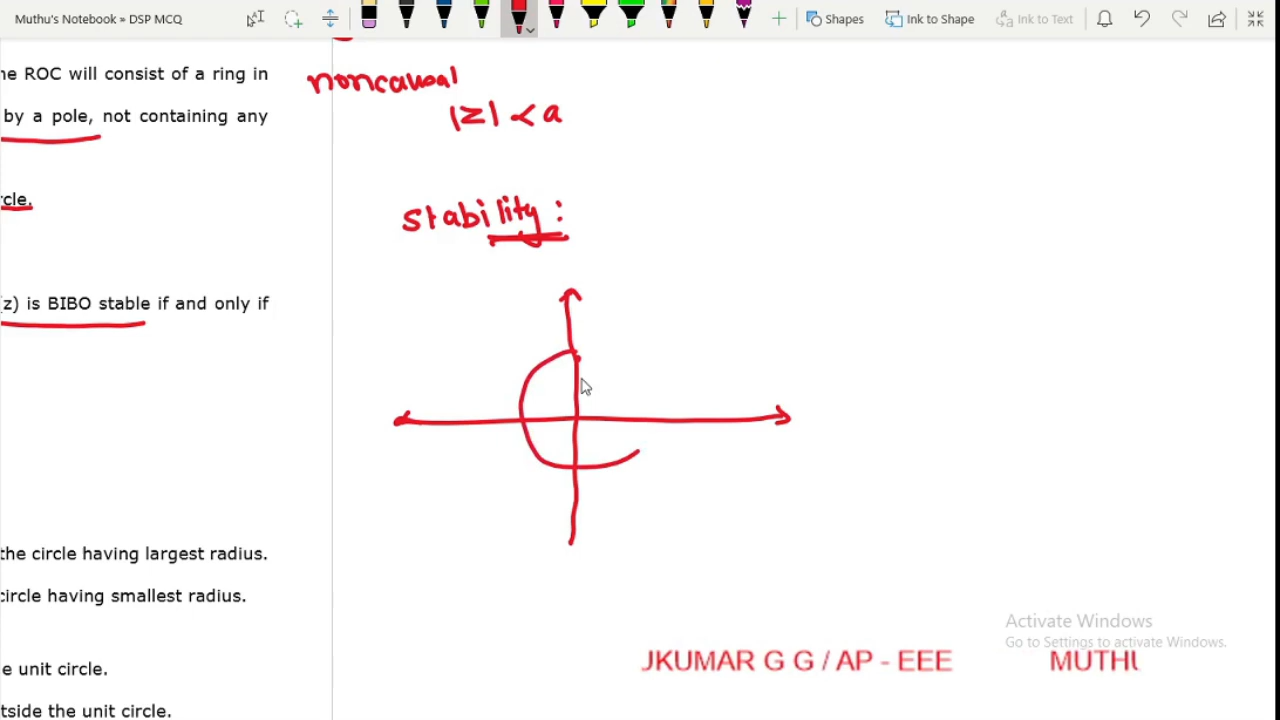 Muthu's Notebook » DSP MCQ
Shapes
Ink to Shape
Ink to Text
ne ROC will consist of a ring in
by a pole, not containing any
rcle.
z) is BIBO stable if and only if
the circle having largest radius.
circle having smallest radius.
e unit circle.
tside the unit circle.
noncausal
|z| < a
Stability :
Activate Windows
Go to Settings to activate Windows.
JKUMAR G G / AP - EEE
MUTHU